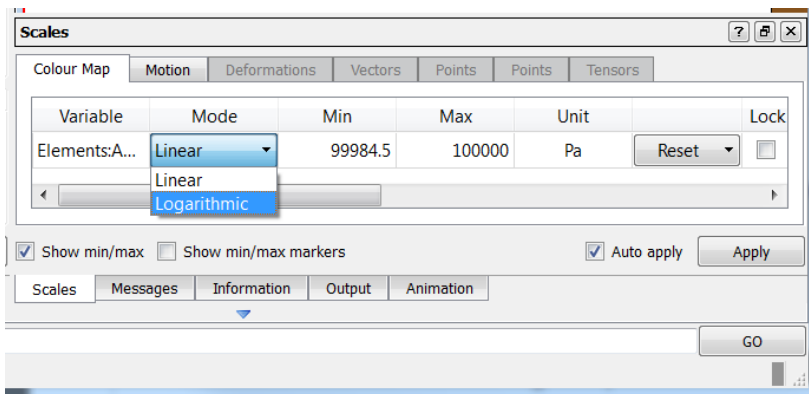 Scales ?
Colour Map Motion Deformations Vectors Points Points Tensors
Variable Mode Min Max Unit Lock
Elements:A... Linear 99984.5 100000 Pa Reset
Linear
Logarithmic
Show min/max Show min/max markers Auto apply Apply
Scales Messages Information Output Animation
GO